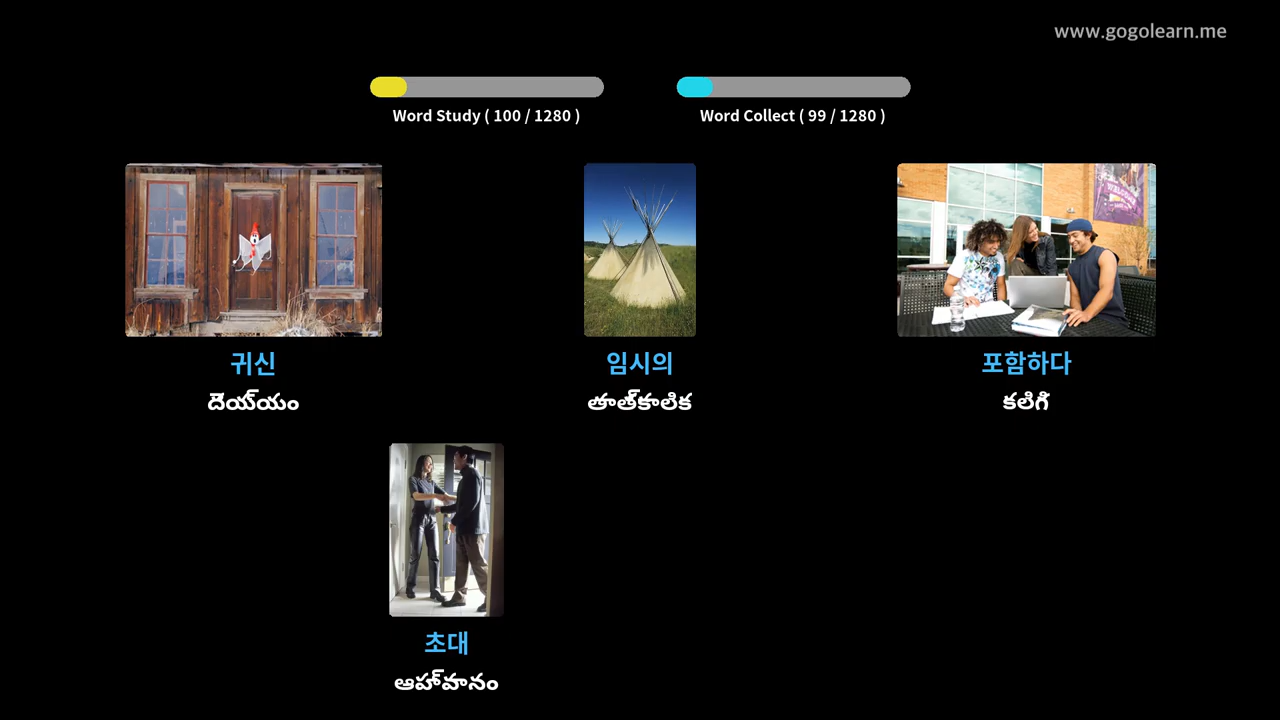 www.gogolearn.me
Word Study ( 100 / 1280 )
Word Collect ( 99 / 1280 )
귀신
దెయ్‌యం
임시의
తాత్‌కాలిక
포함하다
కలిగి
초대
ఆహ్‌వానం